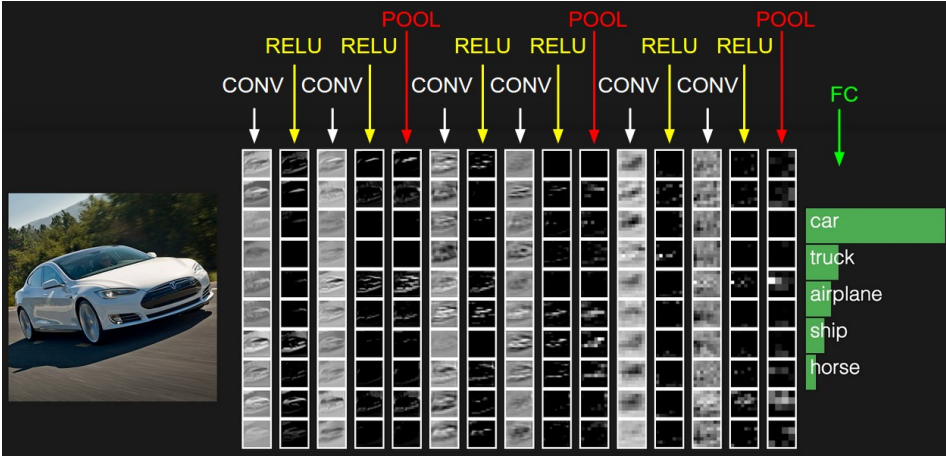 POOL POOL POOL
RELU RELU RELU RELU RELU RELU
CONV CONV CONV CONV CONV CONV
FC
car
truck
airplane
ship
horse